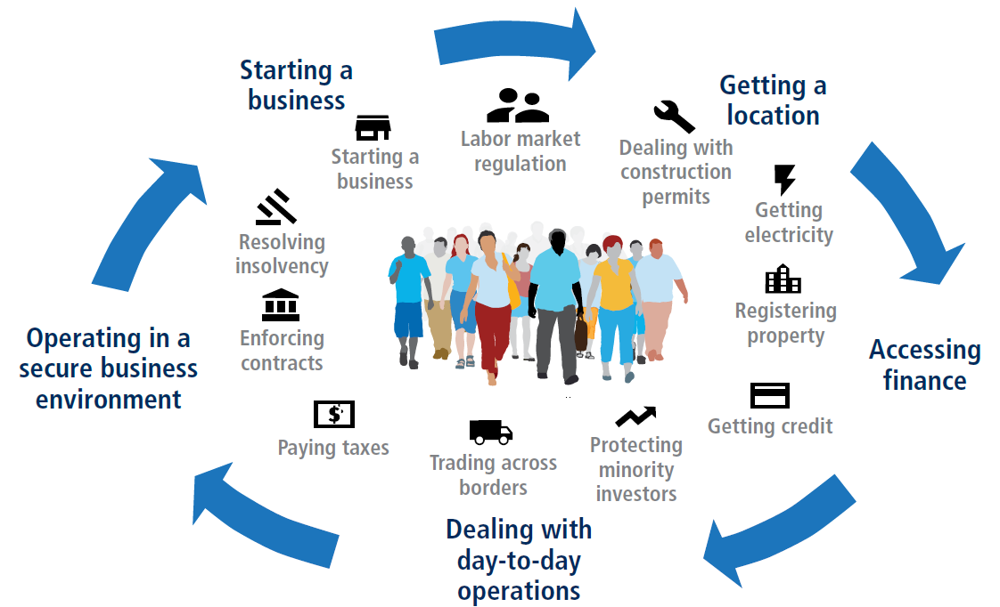 Starting a
business
Getting a
location
Starting a
business
Labor market
regulation
Dealing with
construction
permits
Getting
electricity
Registering
property
Accessing
finance
Getting credit
Protecting
minority
investors
Trading across
borders
Dealing with
day-to-day
operations
Paying taxes
Enforcing
contracts
Resolving
insolvency
Operating in a
secure business
environment
$
..